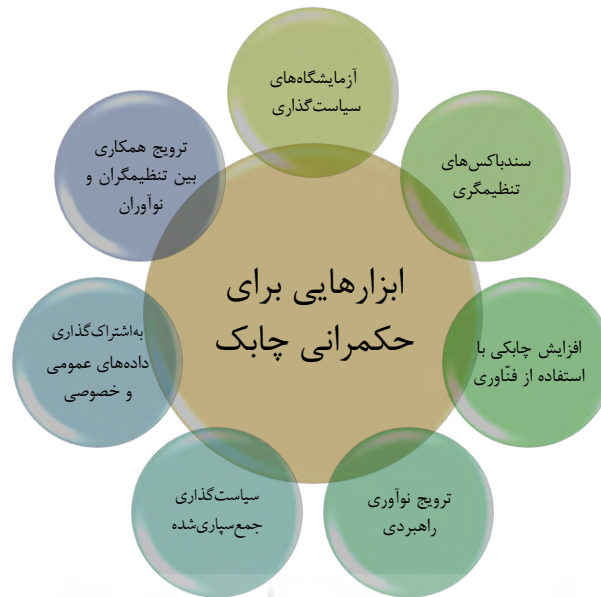 آزمایشگاه‌های
سیاست‌گذاری
سندباکس‌های
تنظیمگری
افزایش چابکی با
استفاده از فنّاوری
ترویج نوآوری
راهبردی
سیاست‌گذاری
جمع‌سپاری‌شده
به‌اشتراک‌گذاری
داده‌های عمومی
و خصوصی
ترویج همکاری
بین تنظیمگران و
نوآوران
ابزارهایی برای
حکمرانی چابک